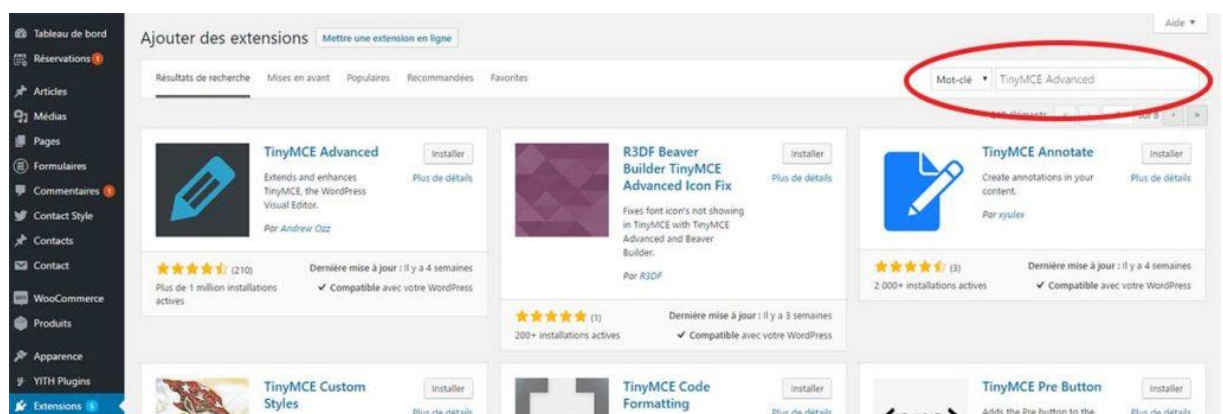 Aide ▼
Tableau de bord
Réservations 1
Articles
Médias
Pages
Formulaires
Commentaires
Contact Style
Contacts
Contact
WooCommerce
Produits
Apparence
YITH Plugins
Extensions
Ajouter des extensions Mettre une extension en ligne
Résultats de recherche Mises en avant Populaires Recommandées Favorites
Mot-clé ▼ TinyMCE Advanced
éléments « ‹ sur 8 › »
TinyMCE Advanced
Installer
Plus de détails
Extends and enhances
TinyMCE, the WordPress
Visual Editor.
Par Andrew Ozz
(210)
Plus de 1 million installations
actives
Dernière mise à jour : Il y a 4 semaines
✔ Compatible avec votre WordPress
R3DF Beaver
Builder TinyMCE
Advanced Icon Fix
Installer
Plus de détails
Fixes font icon's not showing
in TinyMCE with TinyMCE
Advanced and Beaver
Builder.
Par R3DF
(1)
200+ installations actives
Dernière mise à jour : Il y a 3 semaines
✔ Compatible avec votre WordPress
TinyMCE Annotate
Installer
Plus de détails
Create annotations in your
content.
Par xyulex
(3)
2 000+ installations actives
Dernière mise à jour : Il y a 4 semaines
✔ Compatible avec votre WordPress
TinyMCE Custom
Styles
Installer
Plus de détails
TinyMCE Code
Formatting
Installer
Plus de détails
TinyMCE Pre Button
Installer
Adds the Pre button to the
Plus de détails